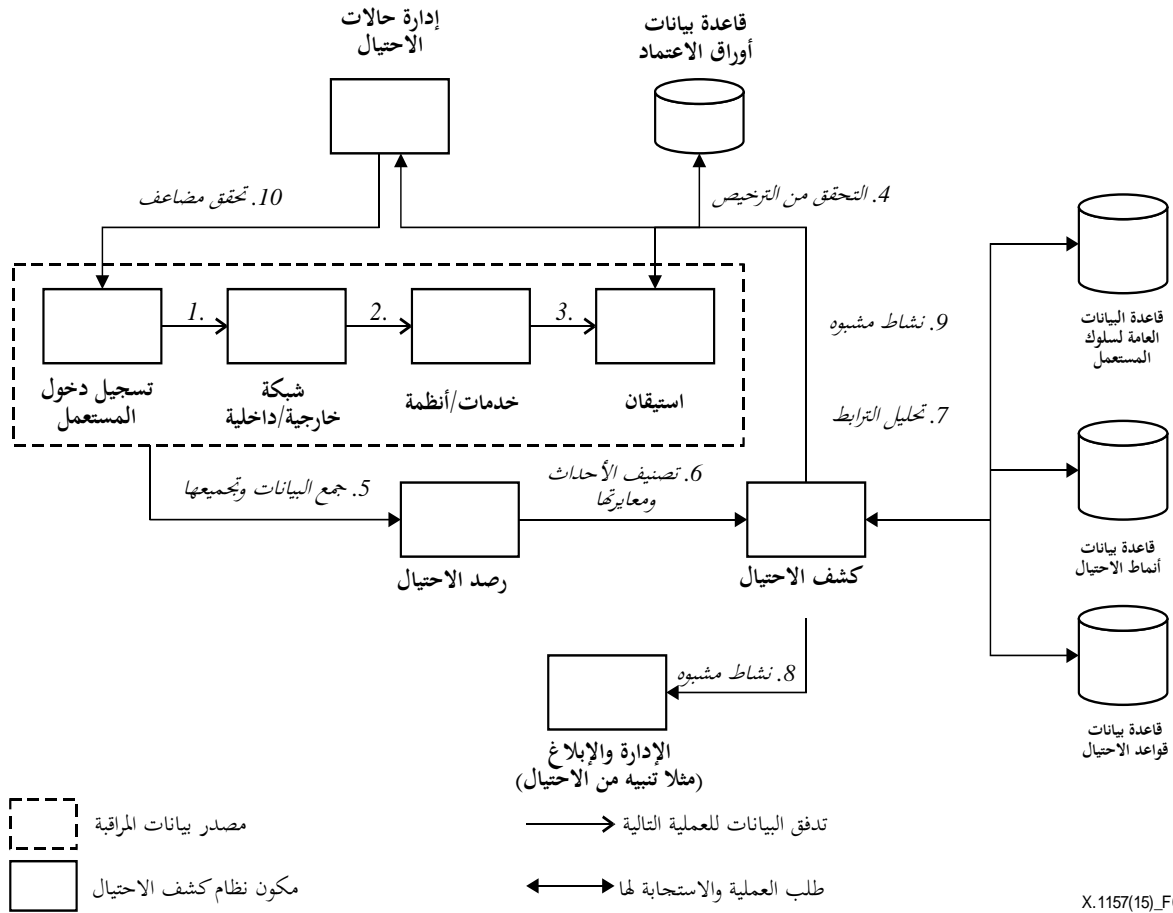 إدارة حالات
الاحتيال
قاعدة بيانات
أوراق الاعتماد
10. تحقق مضاعف
4. التحقق من الترخيص
1.
2.
3.
تسجيل دخول
المستعمل
شبكة
خارجية/داخلية
خدمات/أنظمة
استيقان
9. نشاط مشبوه
7. تحليل الترابط
قاعدة البيانات
العامة لسلوك
المستعمل
5. جمع البيانات وتجميعها
6. تصنيف الأحداث
ومعايرتها
رصد الاحتيال
كشف الاحتيال
قاعدة بيانات
أنماط الاحتيال
8. نشاط مشبوه
الإدارة والإبلاغ
(مثلا تنبيه من الاحتيال)
قاعدة بيانات
قواعد الاحتيال
مصدر بيانات المراقبة
تدفق البيانات للعملية التالية
مكون نظام كشف الاحتيال
طلب العملية والاستجابة لها
X.1157(15)_F